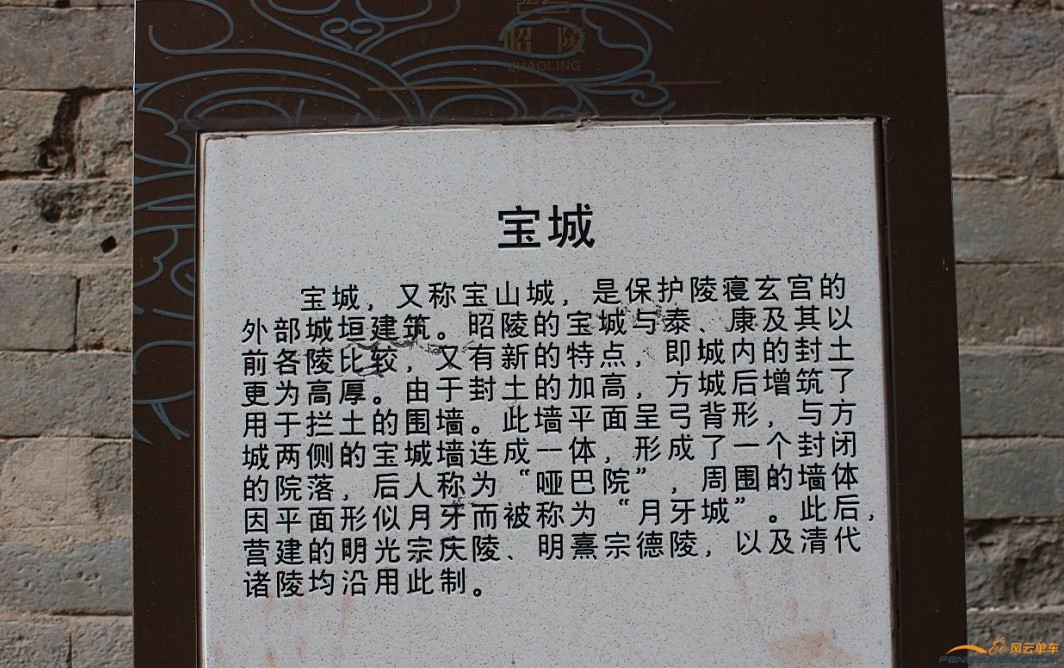 昭陵
ZHAOLING
宝城
宝城，又称宝山城，是保护陵寝玄宫的
外部城垣建筑。昭陵的宝城与泰、康及其以
前各陵比较，又有新的特点，即城内的封土
更为高厚。由于封土的加高，方城后增筑了
用于拦土的围墙。此墙平面呈弓背形，与方
城两侧的宝城墙连成一体，形成了一个封闭
的院落，后人称为“哑巴院”，周围的墙体
因平面形似月牙而被称为“月牙城”。此后，
营建的明光宗庆陵、明熹宗德陵，以及清代
诸陵均沿用此制。
风云单车